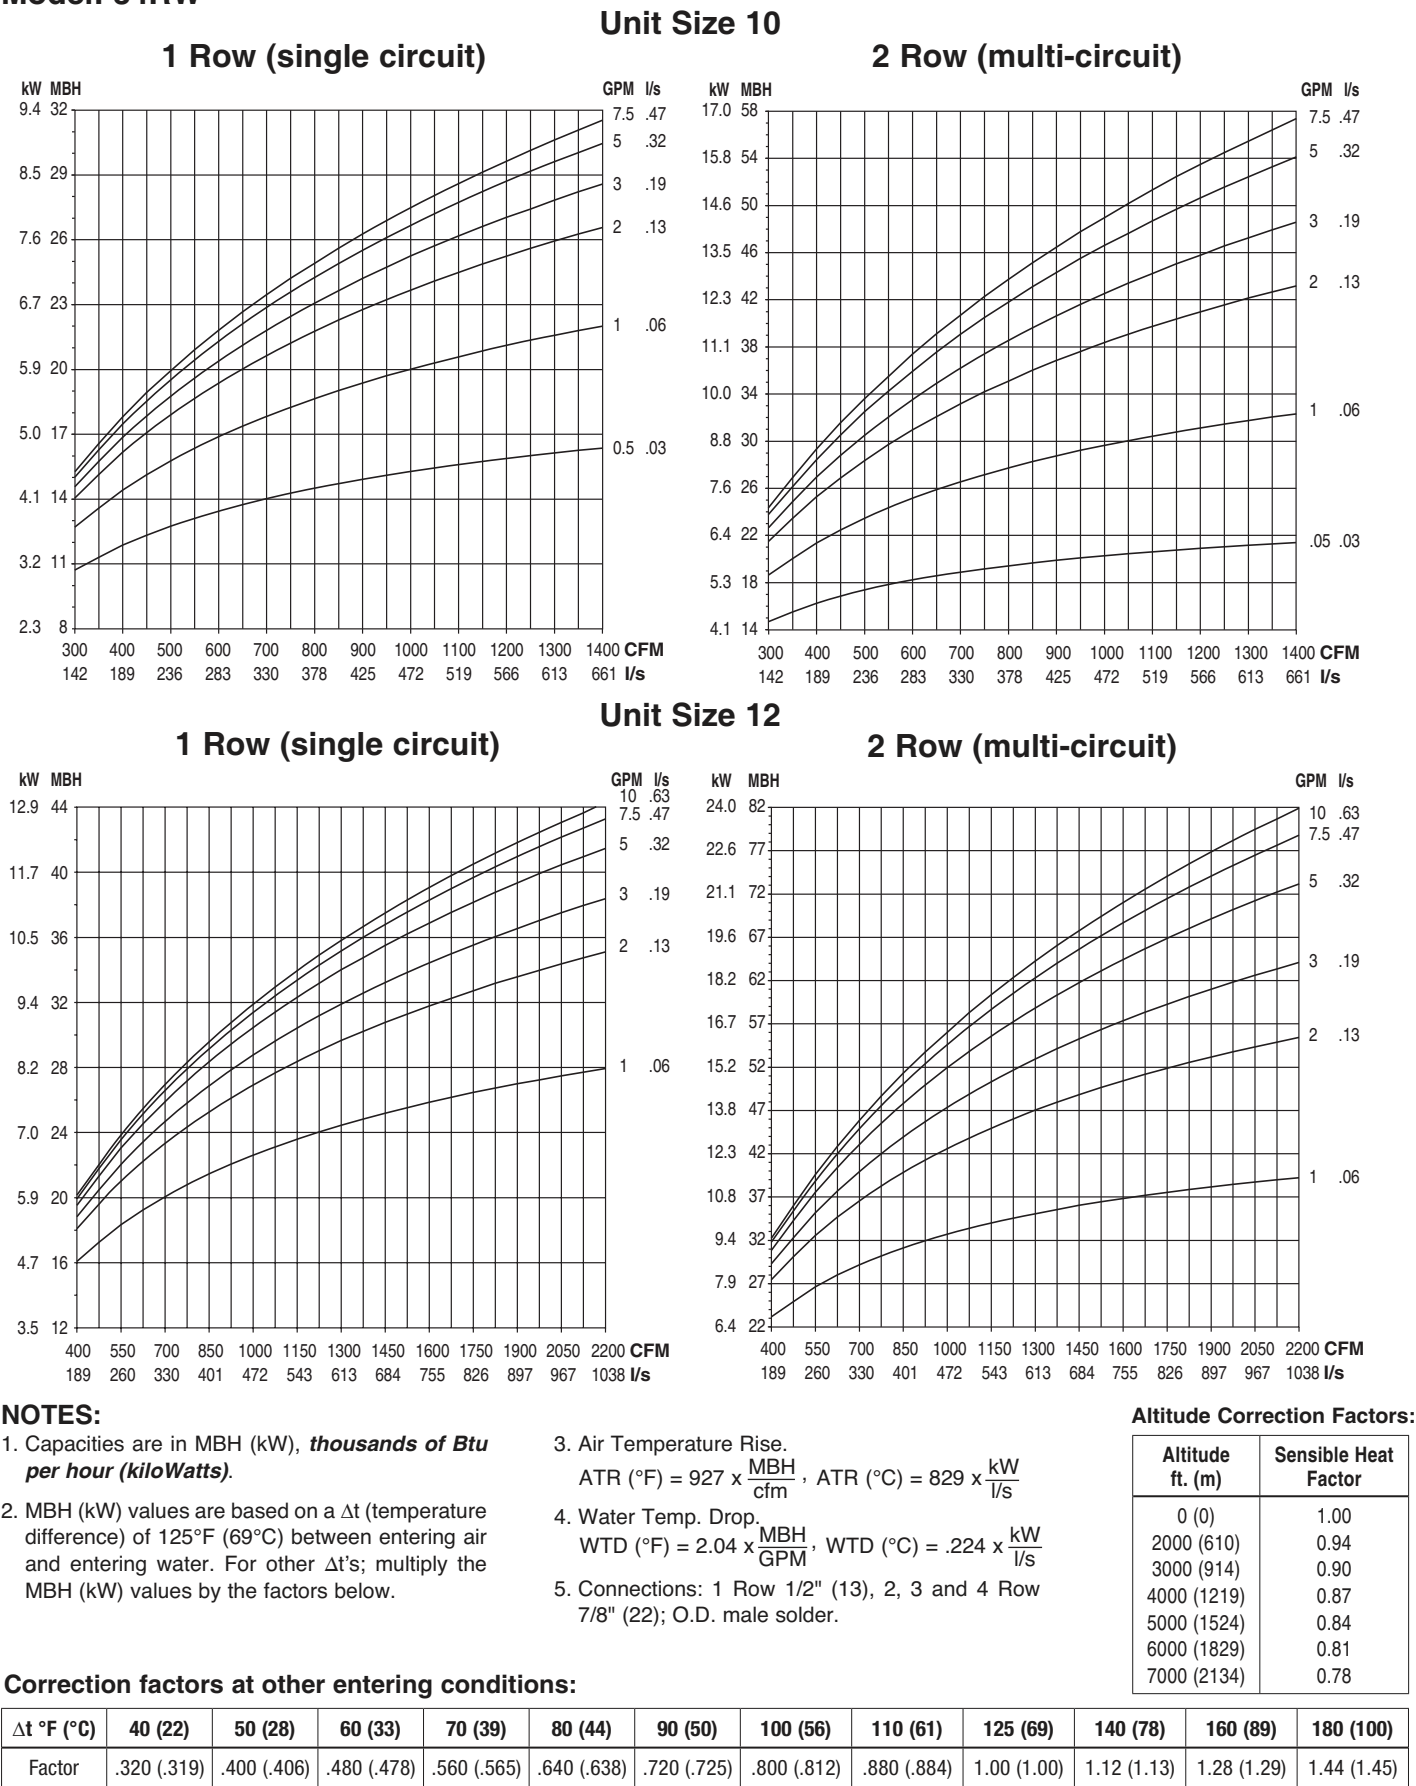 Unit Size 10
1 Row (single circuit)
kW MBH
GPM l/s
9.4 32
8.5 29
7.6 26
6.7 23
5.9 20
5.0 17
4.1 14
3.2 11
2.3 8
7.5 .47
5 .32
3 .19
2 .13
1 .06
0.5 .03
300 400 500 600 700 800 900 1000 1100 1200 1300 1400 CFM
142 189 236 283 330 378 425 472 519 566 613 661 l/s
2 Row (multi-circuit)
kW MBH
GPM l/s
17.0 58
15.8 54
14.6 50
13.5 46
12.3 42
11.1 38
10.0 34
8.8 30
7.6 26
6.4 22
5.3 18
4.1 14
7.5 .47
5 .32
3 .19
2 .13
1 .06
.05 .03
300 400 500 600 700 800 900 1000 1100 1200 1300 1400 CFM
142 189 236 283 330 378 425 472 519 566 613 661 l/s
Unit Size 12
1 Row (single circuit)
kW MBH
GPM l/s
12.9 44
11.7 40
10.5 36
9.4 32
8.2 28
7.0 24
5.9 20
4.7 16
3.5 12
10 .63
7.5 .47
5 .32
3 .19
2 .13
1 .06
400 550 700 850 1000 1150 1300 1450 1600 1750 1900 2050 2200 CFM
189 260 330 401 472 543 613 684 755 826 897 967 1038 l/s
2 Row (multi-circuit)
kW MBH
GPM l/s
24.0 82
22.6 77
21.1 72
19.6 67
18.2 62
16.7 57
15.2 52
13.8 47
12.3 42
10.8 37
9.4 32
7.9 27
6.4 22
10 .63
7.5 .47
5 .32
3 .19
2 .13
1 .06
400 550 700 850 1000 1150 1300 1450 1600 1750 1900 2050 2200 CFM
189 260 330 401 472 543 613 684 755 826 897 967 1038 l/s
NOTES:
1. Capacities are in MBH (kW), thousands of Btu
per hour (kiloWatts).
2. MBH (kW) values are based on a Δt (temperature
difference) of 125°F (69°C) between entering air
and entering water. For other Δt's; multiply the
MBH (kW) values by the factors below.
3. Air Temperature Rise.
ATR (°F) = 927 x MBH/cfm , ATR (°C) = 829 x kW/l/s
4. Water Temp. Drop.
WTD (°F) = 2.04 x MBH/GPM , WTD (°C) = .224 x kW/l/s
5. Connections: 1 Row 1/2" (13), 2, 3 and 4 Row
7/8" (22); O.D. male solder.
Altitude Correction Factors:
Altitude Sensible Heat
ft. (m) Factor
0 (0) 1.00
2000 (610) 0.94
3000 (914) 0.90
4000 (1219) 0.87
5000 (1524) 0.84
6000 (1829) 0.81
7000 (2134) 0.78
Correction factors at other entering conditions:
Δt °F (°C) 40 (22) 50 (28) 60 (33) 70 (39) 80 (44) 90 (50) 100 (56) 110 (61) 125 (69) 140 (78) 160 (89) 180 (100)
Factor .320 (.319) .400 (.406) .480 (.478) .560 (.565) .640 (.638) .720 (.725) .800 (.812) .880 (.884) 1.00 (1.00) 1.12 (1.13) 1.28 (1.29) 1.44 (1.45)